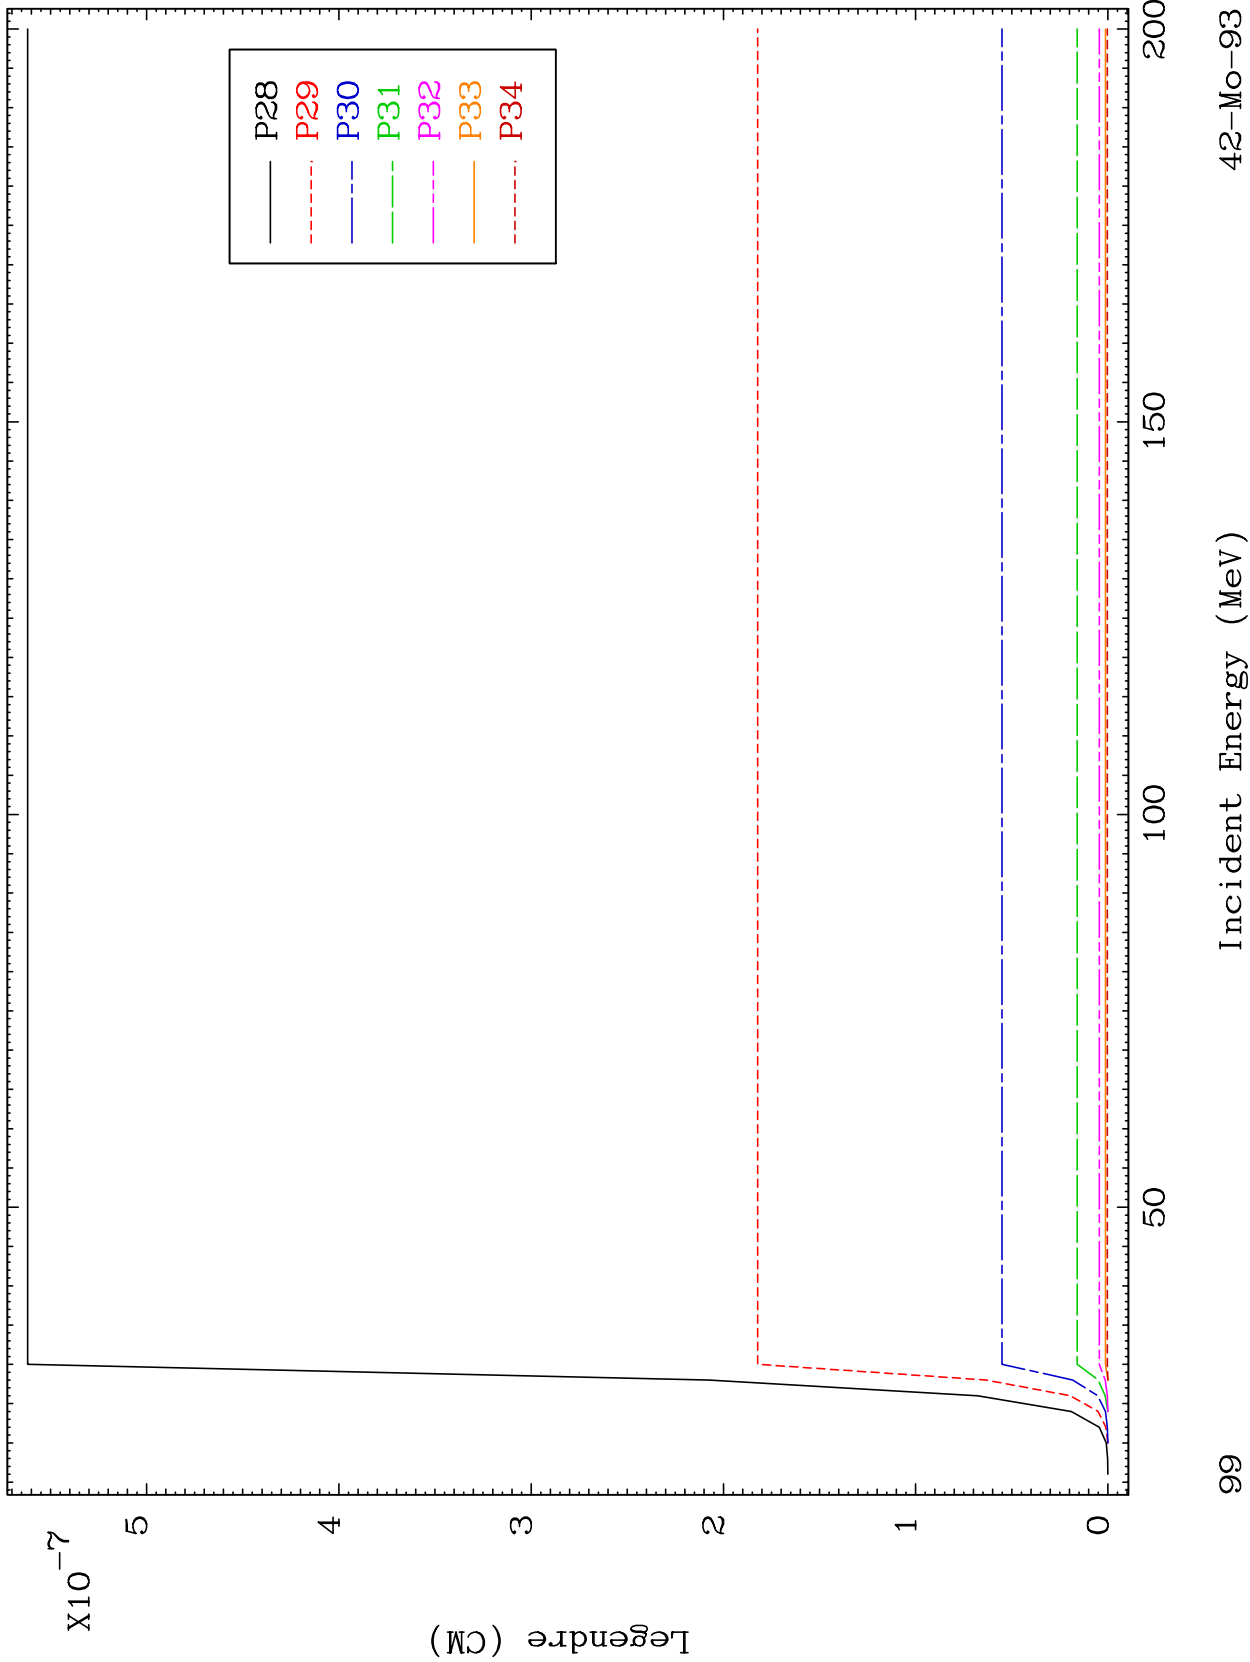 X10
-7
5
4
3
2
1
0
Legendre (CM)
P28
P29
P30
P31
P32
P33
P34
50
100
150
200
Incident Energy (MeV)
99
42-Mo-93